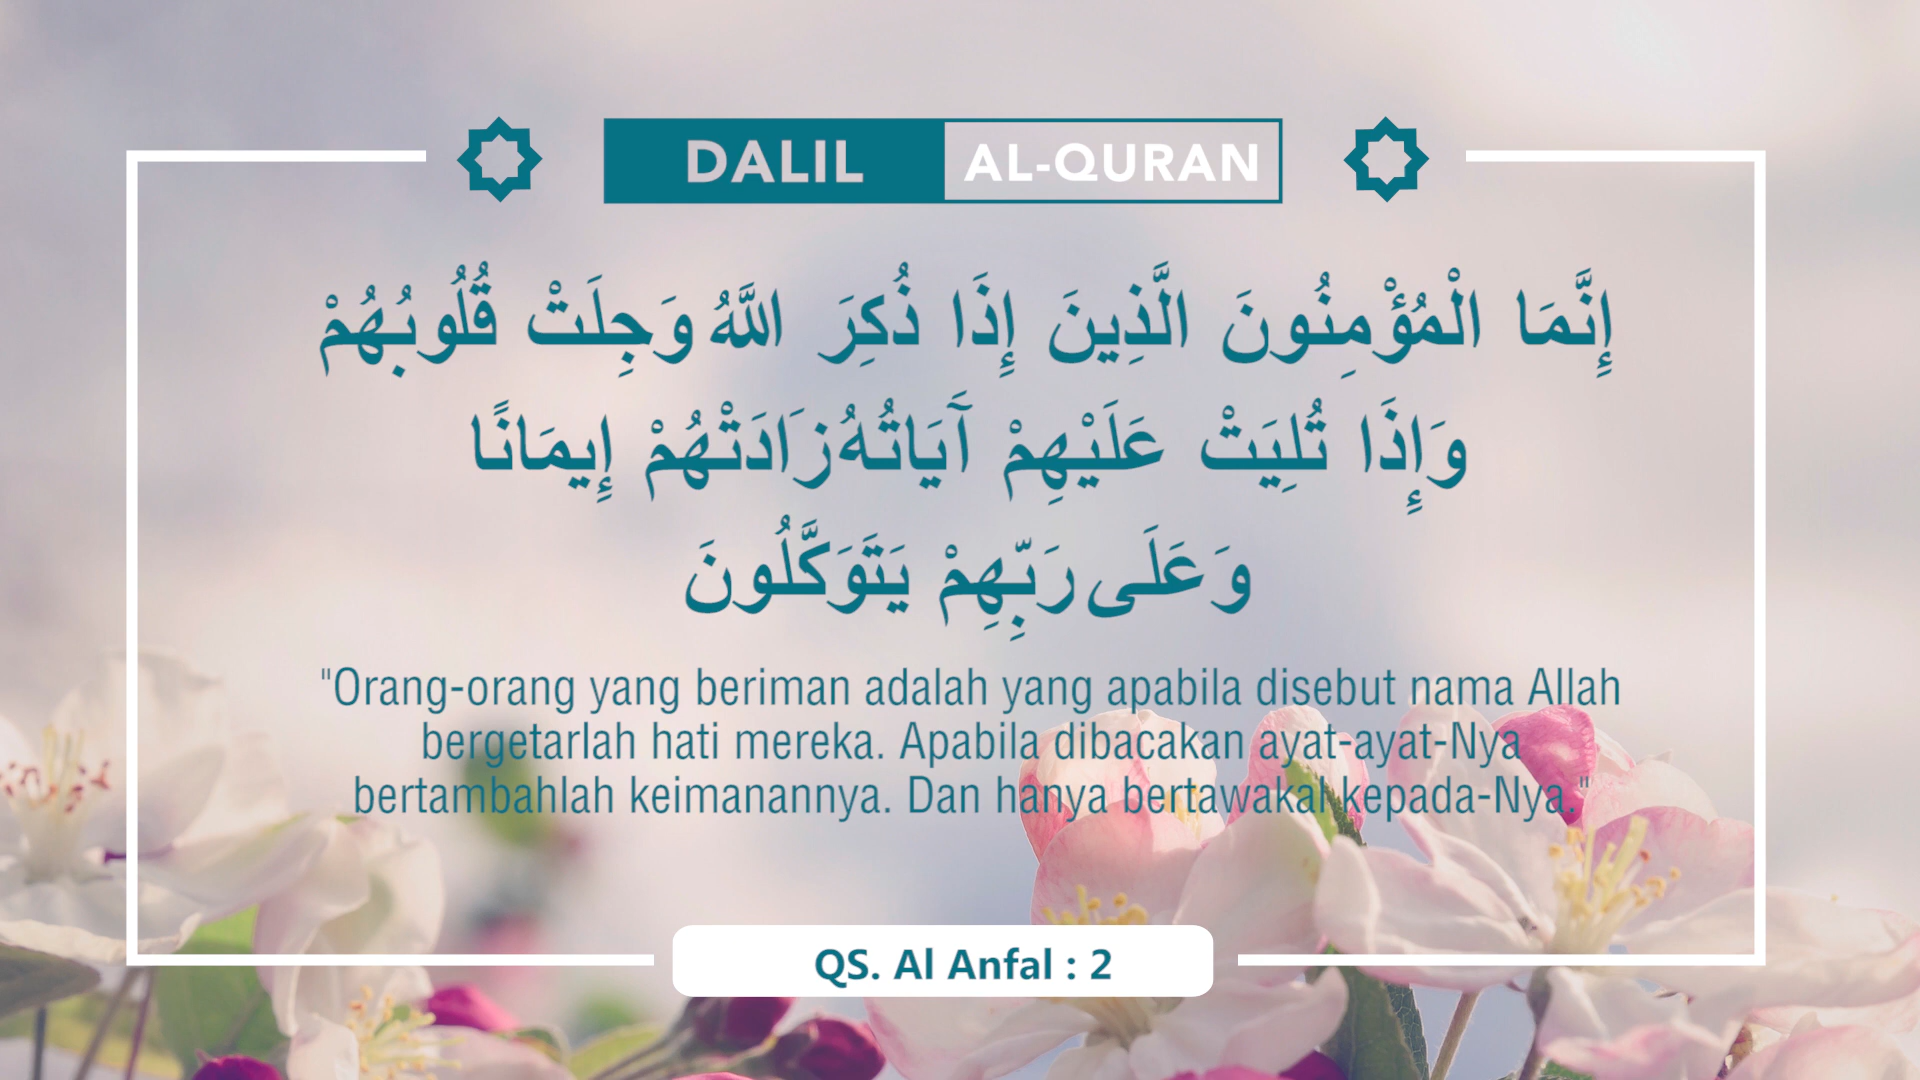 DALIL AL-QURAN
إِنَّمَا الْمُؤْمِنُونَ الَّذِينَ إِذَا ذُكِرَ اللَّهُ وَجِلَتْ قُلُوبُهُمْ
وَإِذَا تُلِيَتْ عَلَيْهِمْ آَيَاتُهُ زَادَتْهُمْ إِيمَانًا
وَعَلَى رَبِّهِمْ يَتَوَكَّلُونَ
"Orang-orang yang beriman adalah yang apabila disebut nama Allah
bergetarlah hati mereka. Apabila dibacakan ayat-ayat-Nya
bertambahlah keimanannya. Dan hanya bertawakal kepada-Nya."
QS. Al Anfal : 2